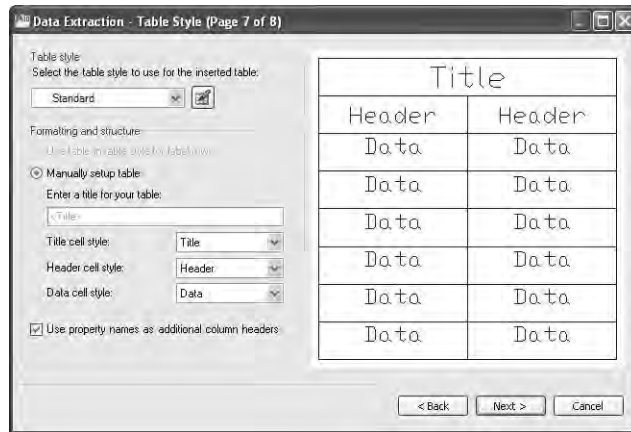 Data Extraction - Table Style (Page 7 of 8)
Table style
Select the table style to use for the inserted table:
Standard
Formatting and structure
Use table in table style for label rows
Manually setup table
Enter a title for your table:
<Title>
Title cell style: Title
Header cell style: Header
Data cell style: Data
Use property names as additional column headers
Title
Header Header
Data Data
Data Data
Data Data
Data Data
Data Data
Data Data
< Back Next > Cancel